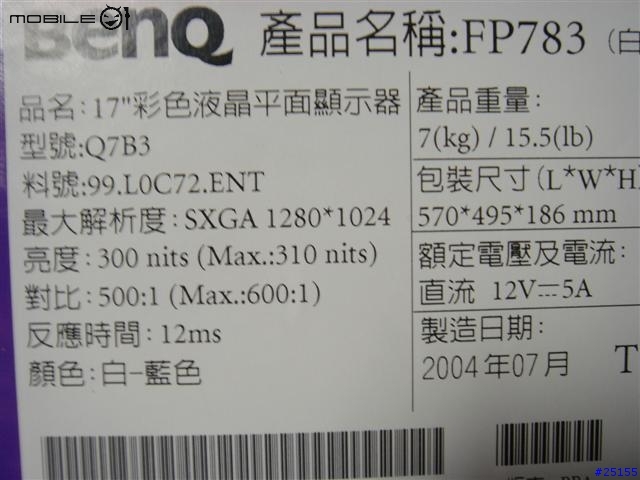 MOBILE01
BenQ 產品名稱:FP783 (白
品名:17"彩色液晶平面顯示器
型號:Q7B3
料號:99.L0C72.ENT
最大解析度:SXGA 1280*1024
亮度:300 nits (Max.:310 nits)
對比:500:1 (Max.:600:1)
反應時間:12ms
顏色:白-藍色
產品重量:
7(kg) / 15.5(lb)
包裝尺寸(L*W*H
570*495*186 mm
額定電壓及電流:
直流 12V⎓5A
製造日期:
2004年07月 T
#25155